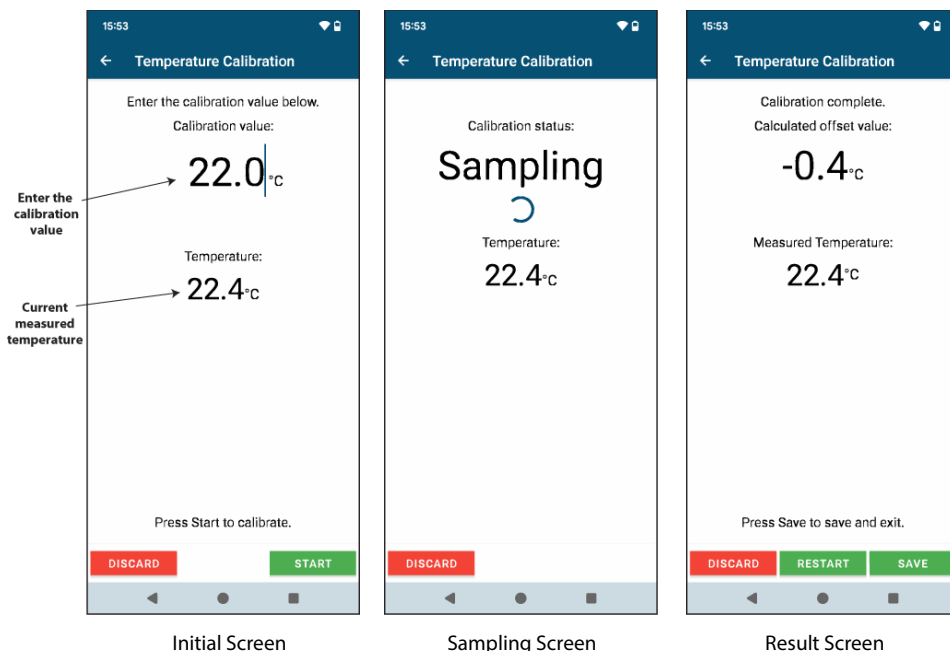 Enter the
calibration
value
Current
measured
temperature
15:53
Temperature Calibration
Enter the calibration value below.
Calibration value:
22.0 °C
Temperature:
22.4 °C
Press Start to calibrate.
DISCARD START
Initial Screen
15:53
Temperature Calibration
Calibration status:
Sampling
Temperature:
22.4 °C
DISCARD
Sampling Screen
15:53
Temperature Calibration
Calibration complete.
Calculated offset value:
-0.4 °C
Measured Temperature:
22.4 °C
Press Save to save and exit.
DISCARD RESTART SAVE
Result Screen